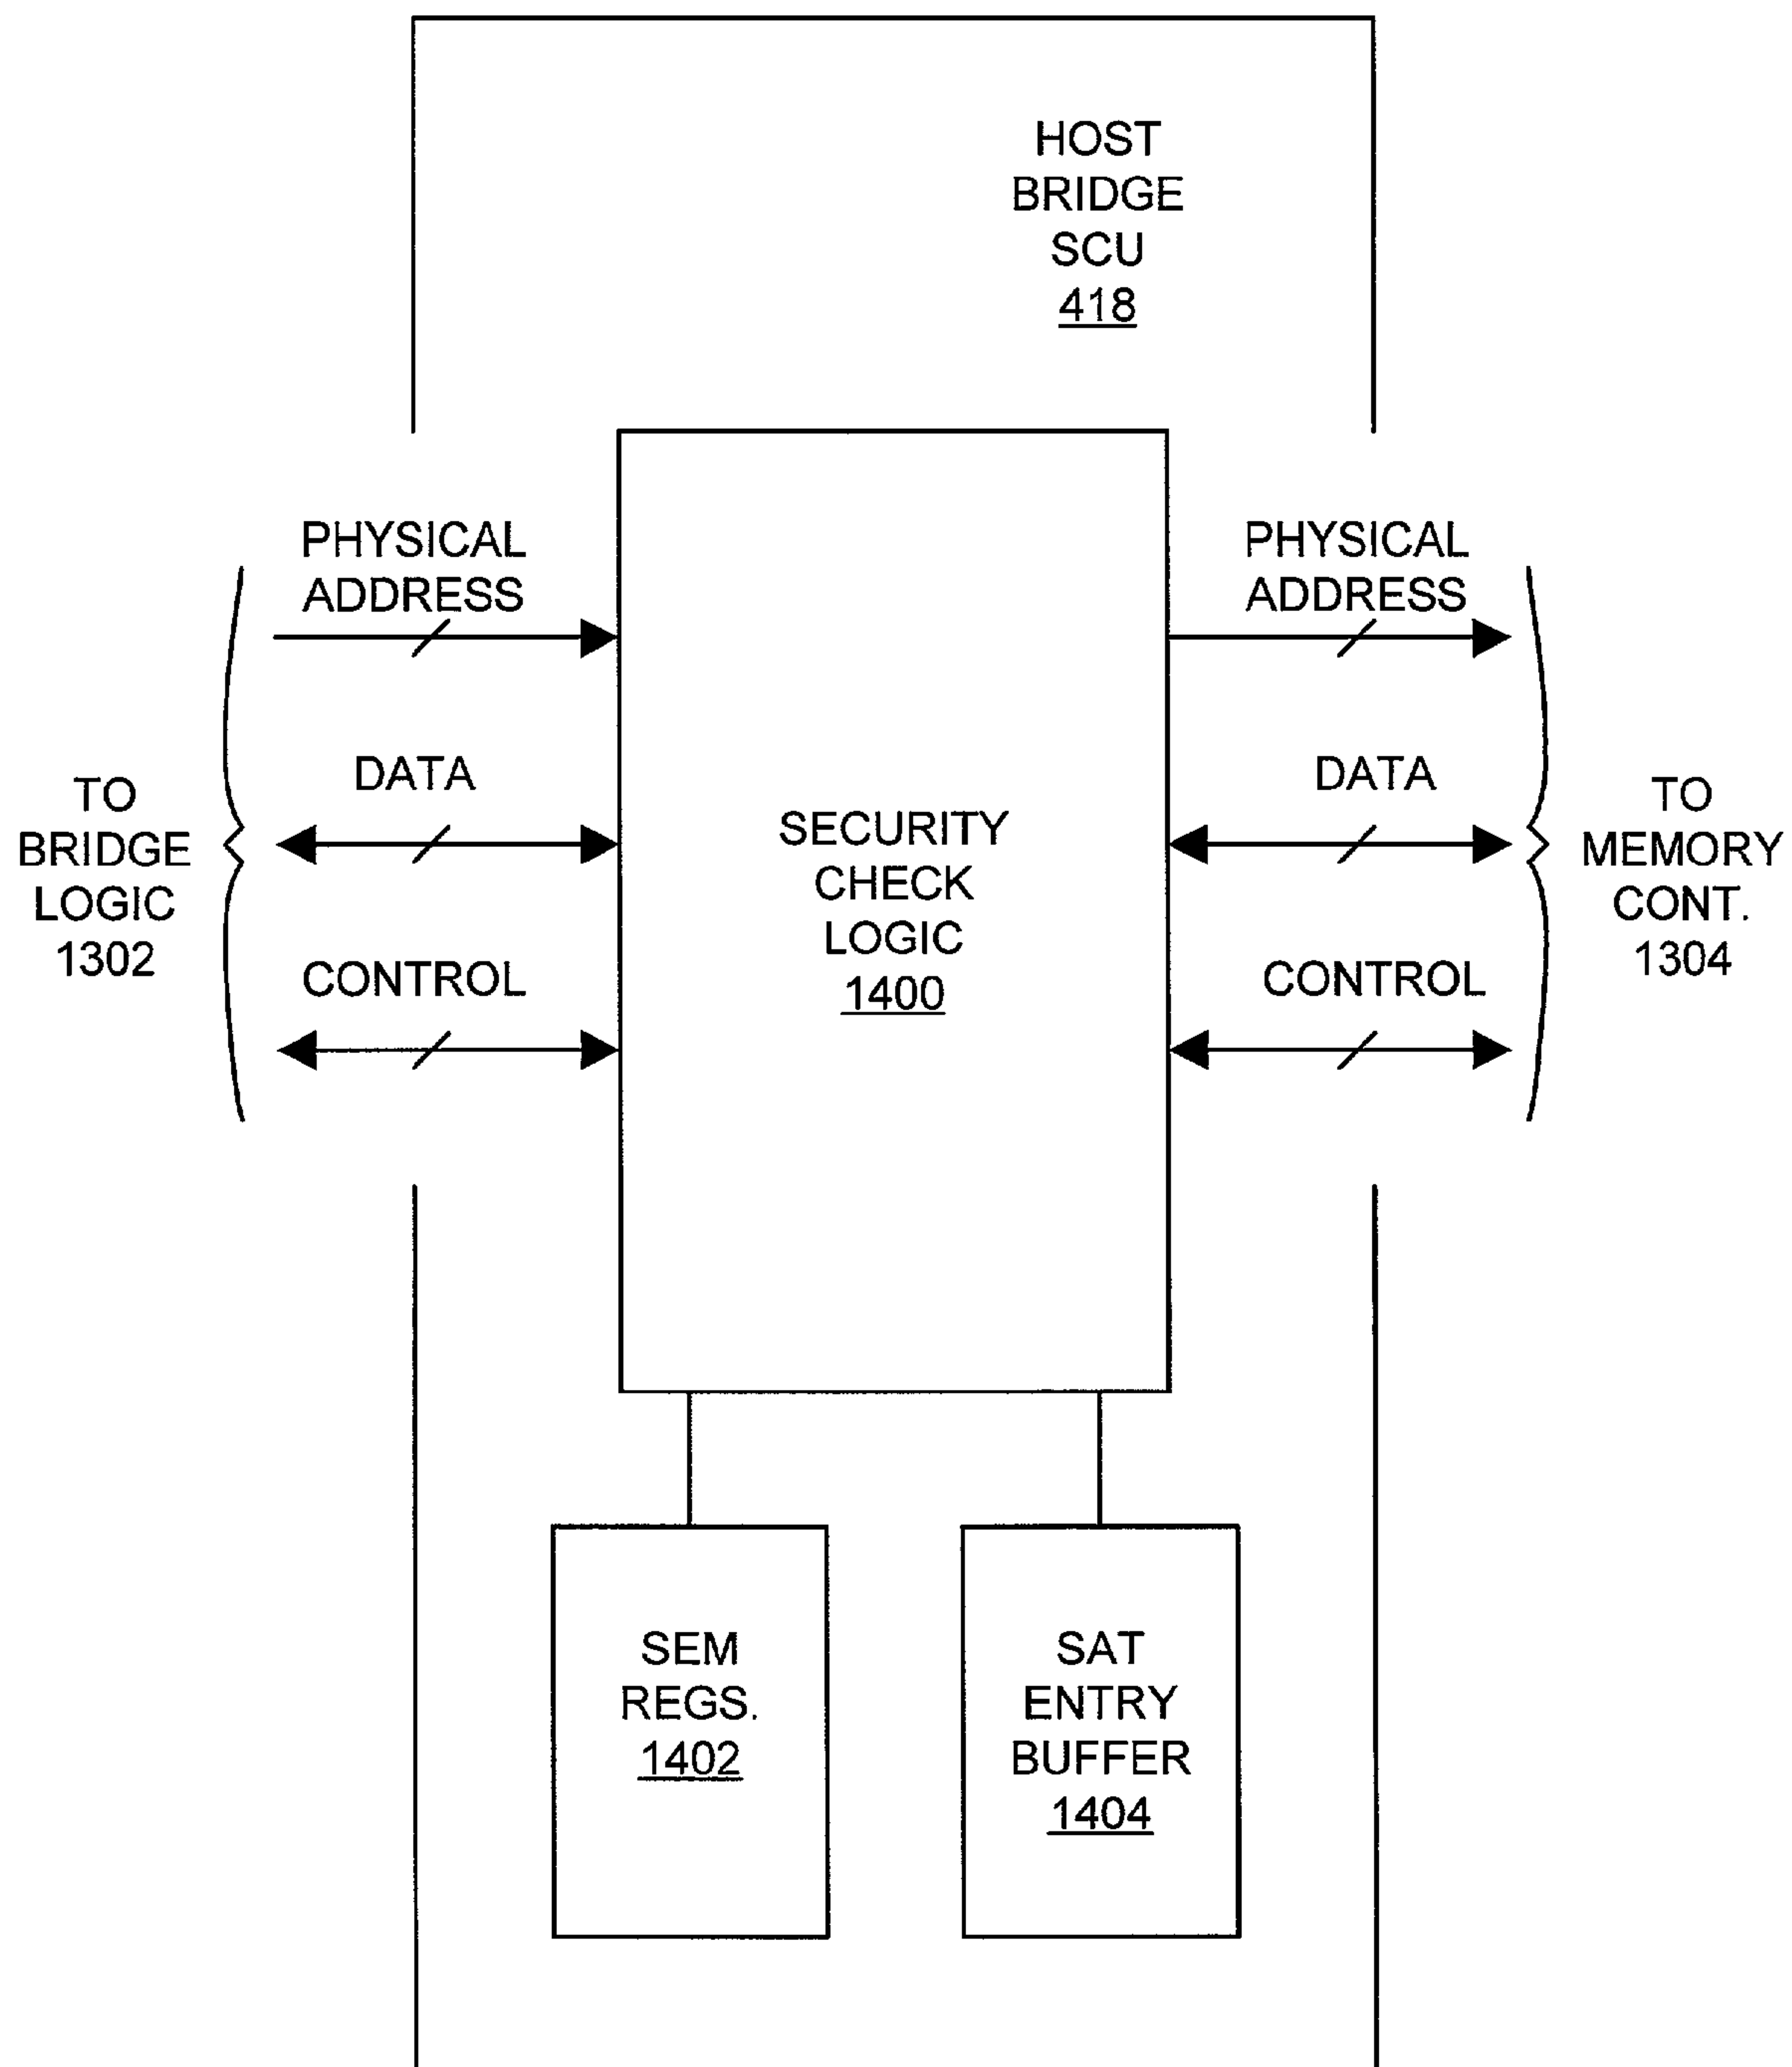 HOST
BRIDGE
SCU
418
PHYSICAL
ADDRESS
PHYSICAL
ADDRESS
DATA
DATA
TO
BRIDGE
LOGIC
1302
SECURITY
CHECK
LOGIC
1400
TO
MEMORY
CONT.
1304
CONTROL
CONTROL
SEM
REGS.
1402
SAT
ENTRY
BUFFER
1404